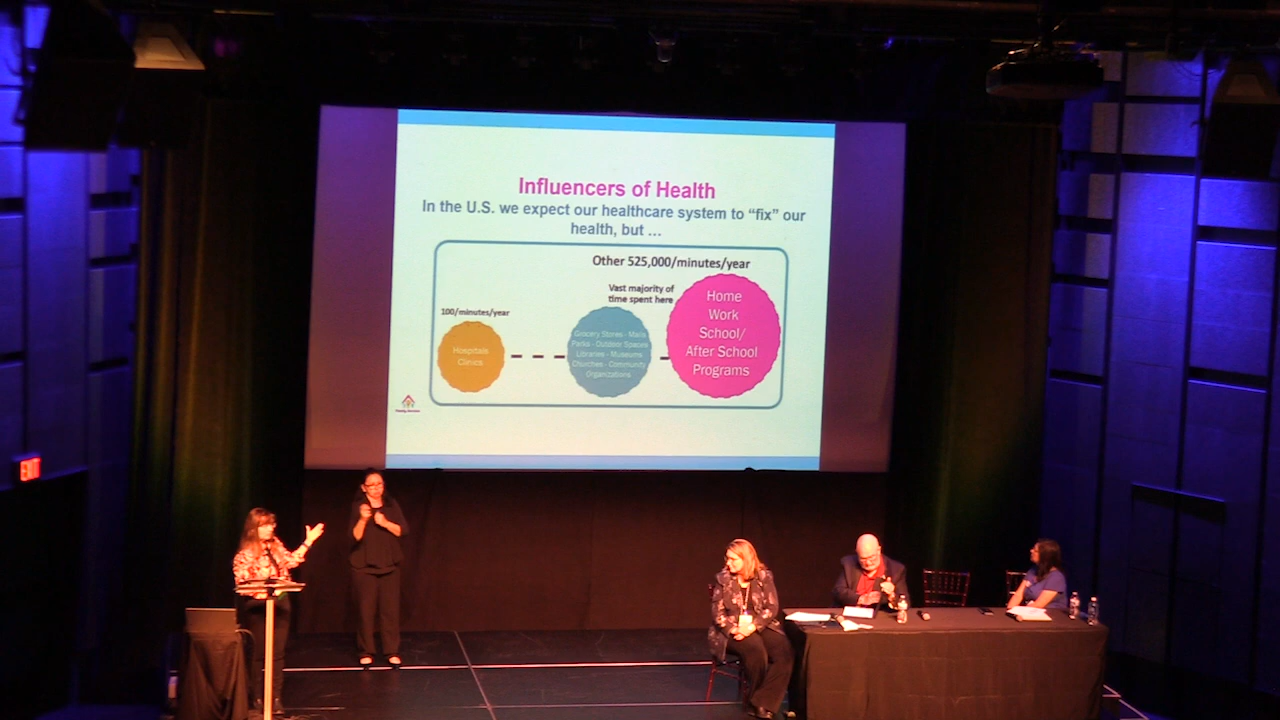 Influencers of Health
In the U.S. we expect our healthcare system to “fix” our
health, but ...
Other 525,000/minutes/year
Vast majority of
time spent here
100/minutes/year
Hospitals
Clinics
Grocery Stores - Malls
Parks - Outdoor Spaces
Libraries - Museums
Churches - Community
Organizations
Home
Work
School/
After School
Programs
EXIT